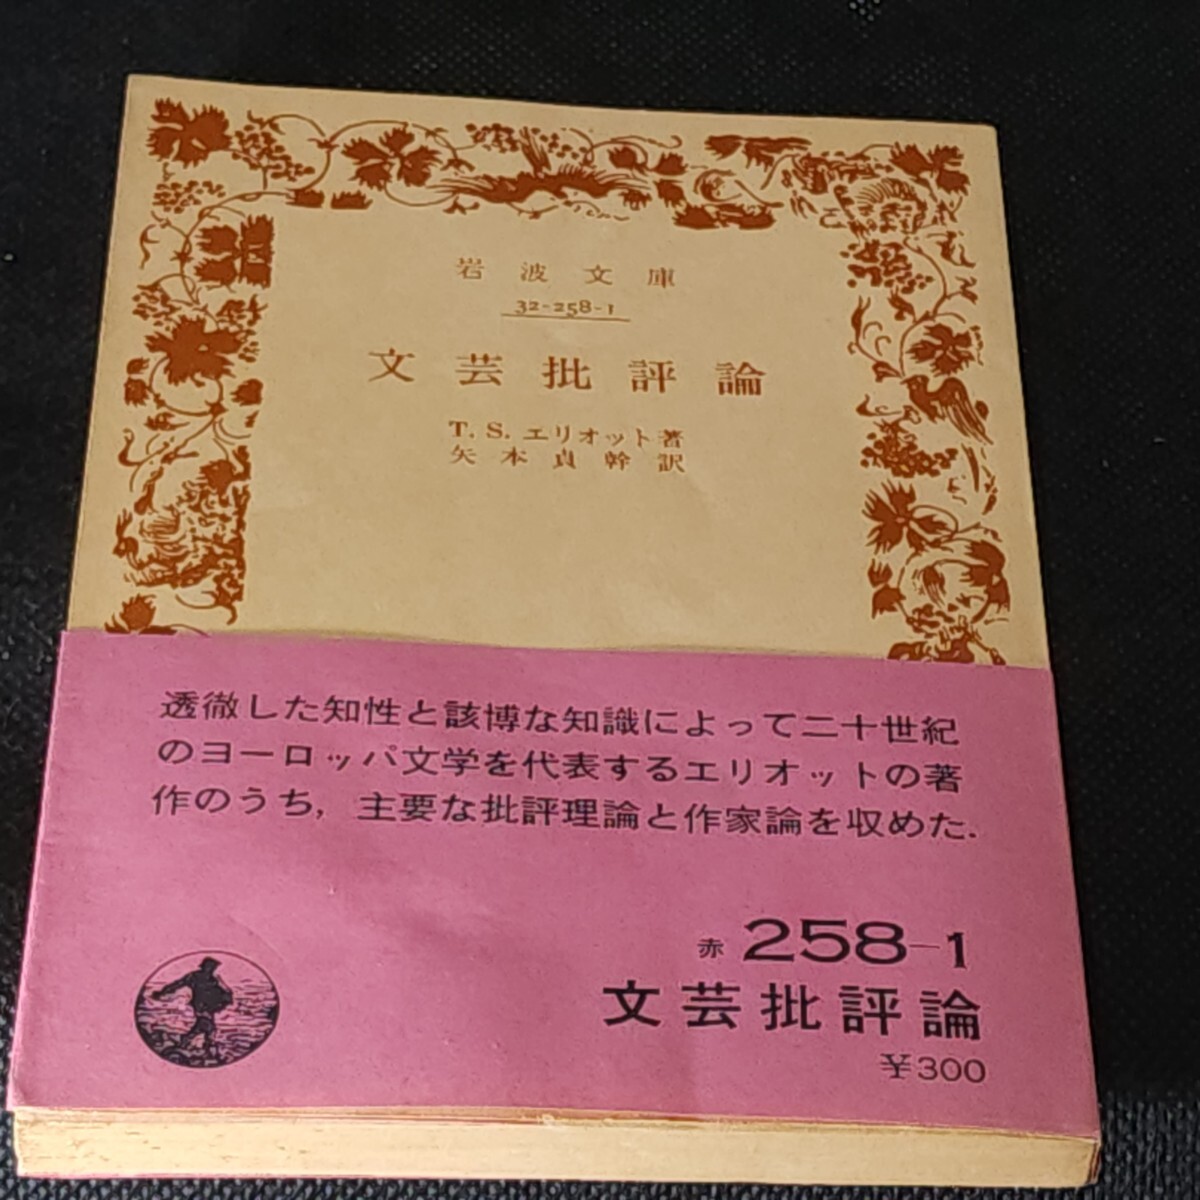 岩波文庫
32-258-1
文芸批評論
T. S. エリオット著
矢本貞幹訳
透徹した知性と該博な知識によって二十世紀
のヨーロッパ文学を代表するエリオットの著
作のうち, 主要な批評理論と作家論を収めた.
赤 258-1
文芸批評論
¥300